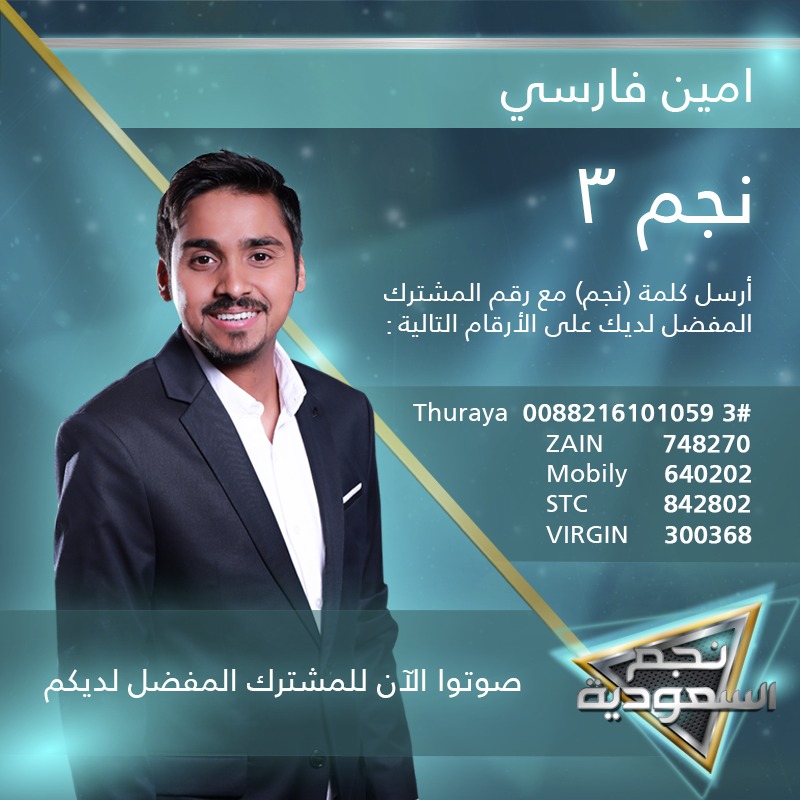 امين فارسي
نجم ٣
أرسل كلمة (نجم) مع رقم المشترك
المفضل لديك على الأرقام التالية :
Thuraya 0088216101059 3#
ZAIN 748270
Mobily 640202
STC 842802
VIRGIN 300368
صوتوا الآن للمشترك المفضل لديكم
نجم
السعودية